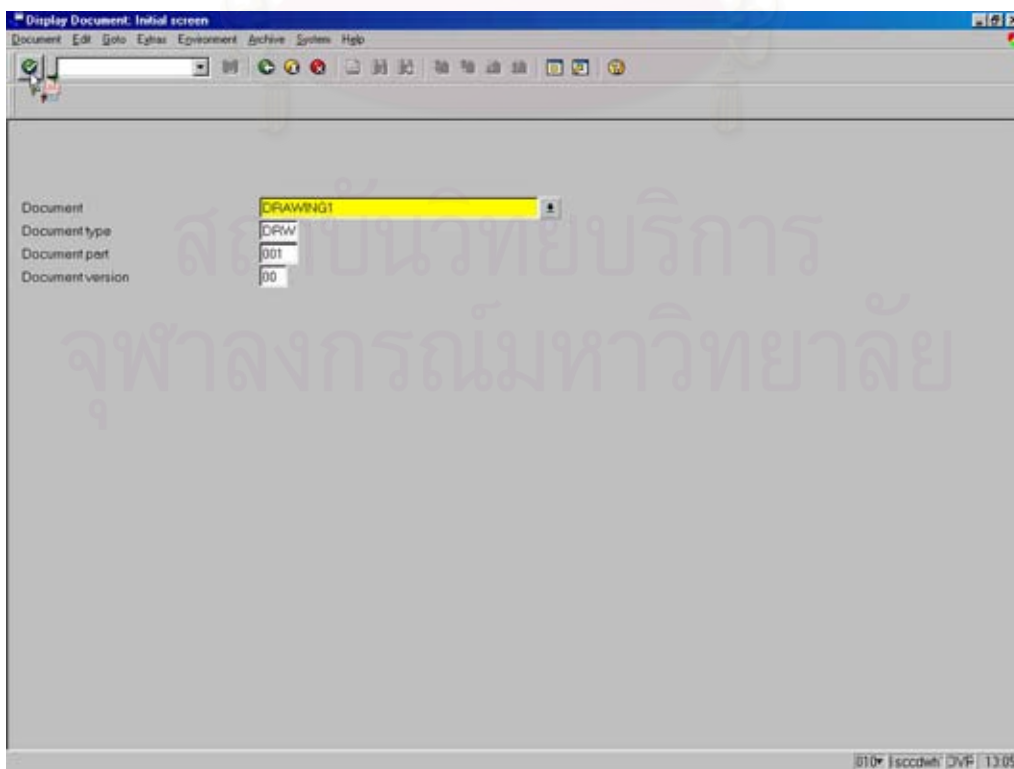 Display Document: Initial screen
Document Edit Goto Extras Environment Archive System Help
Document DRAWING1
Document type DRW
Document part 001
Document version 00
สถาบันวิทยบริการ
จุฬาลงกรณ์มหาวิทยาลัย
010 sccdwh OVR 13:05